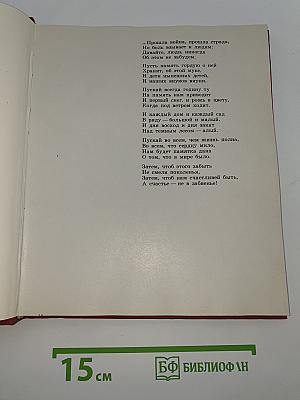 ...Прошла война, прошла страда,
Но боль взывает к людям:
Давайте, люди, никогда
Об этом не забудем.
Пусть память гордую о ней
Хранят, об этой муке,
И дети нынешних детей,
И наших внуков внуки.
Пускай всегда годину ту
На память нам приводит
И первый снег, и рожь в цвету,
Когда под ветром ходит.
И каждый дом и каждый сад
В ряду — большой и малый.
И дня восход и дня закат
Над темным лесом — алый.
Пускай во всем, чем жизнь полна,
Во всем, что сердцу мило,
Нам будет памятка дана
О том, что в мире было.
Затем, чтоб этого забыть
Не смели поколенья,
Затем, чтоб нам счастливей быть,
А счастье — не в забвенье!
15 см
БФ БИБЛИОФАН